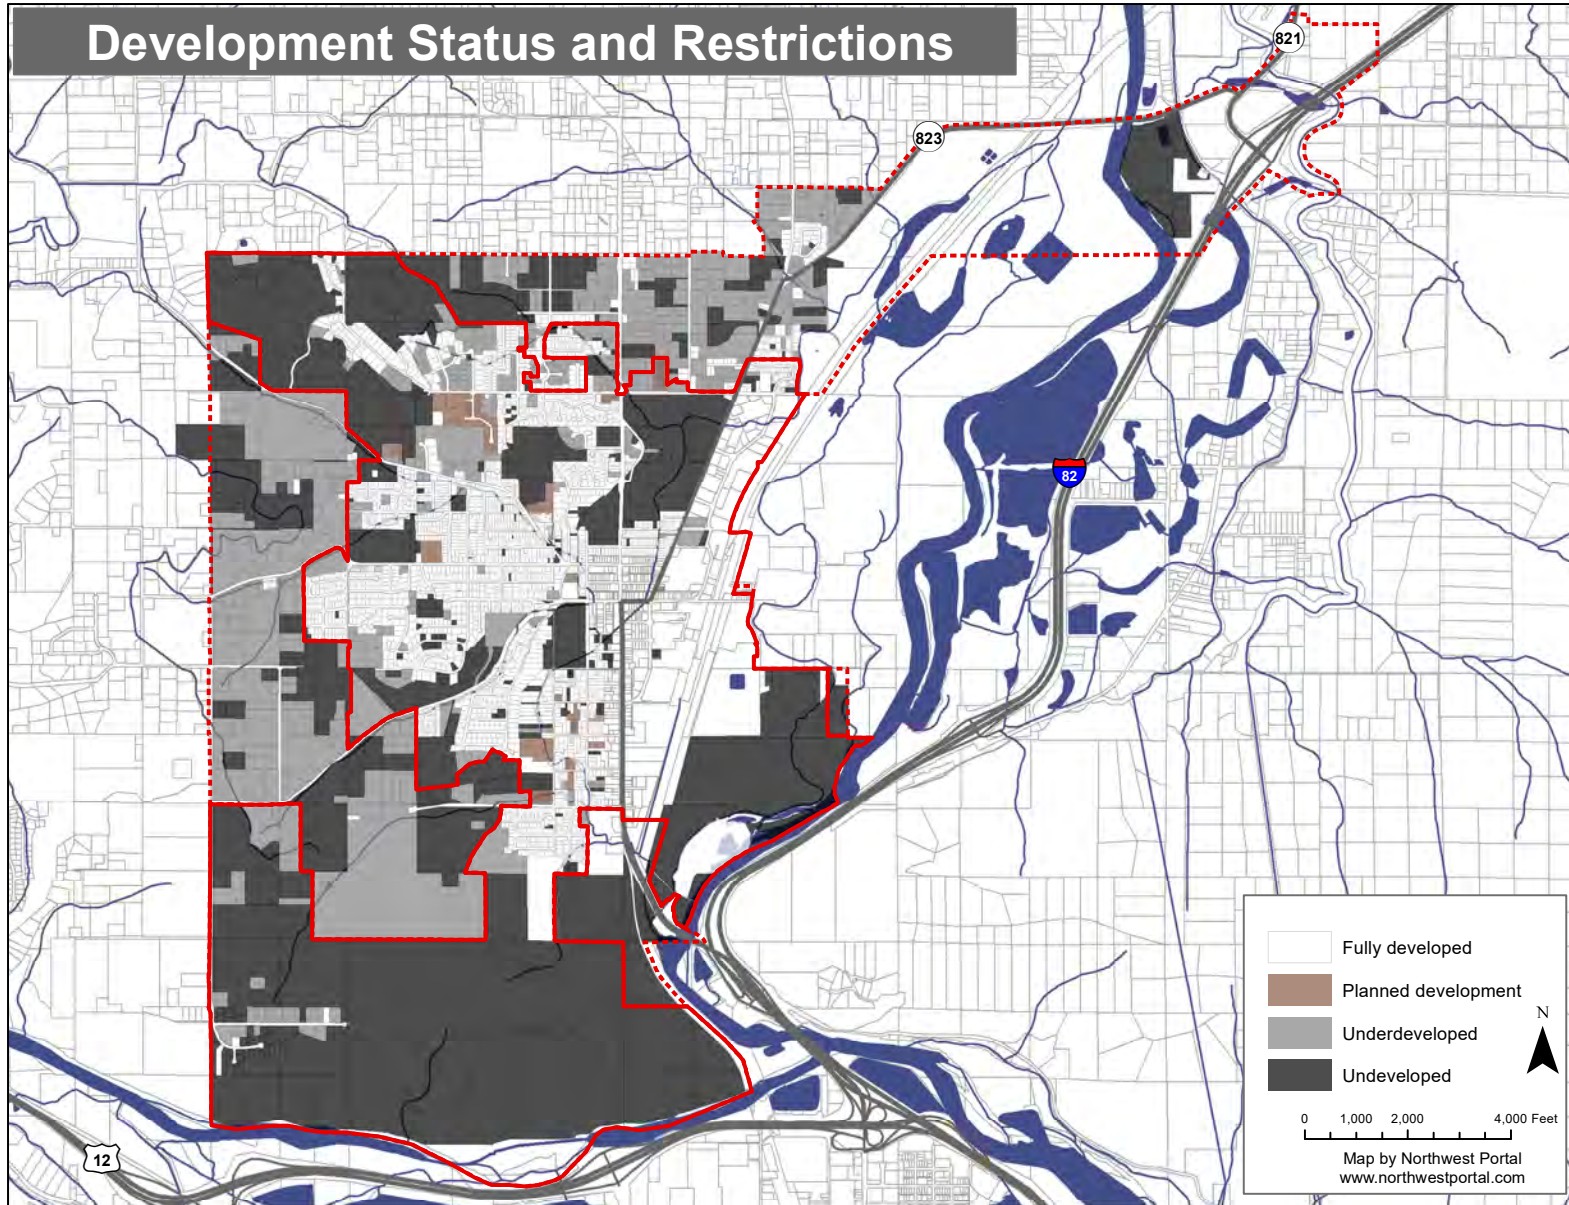 Development Status and Restrictions
821
823
82
12
Fully developed
Planned development
Underdeveloped
Undeveloped
N
0 1,000 2,000 4,000 Feet
Map by Northwest Portal
www.northwestportal.com